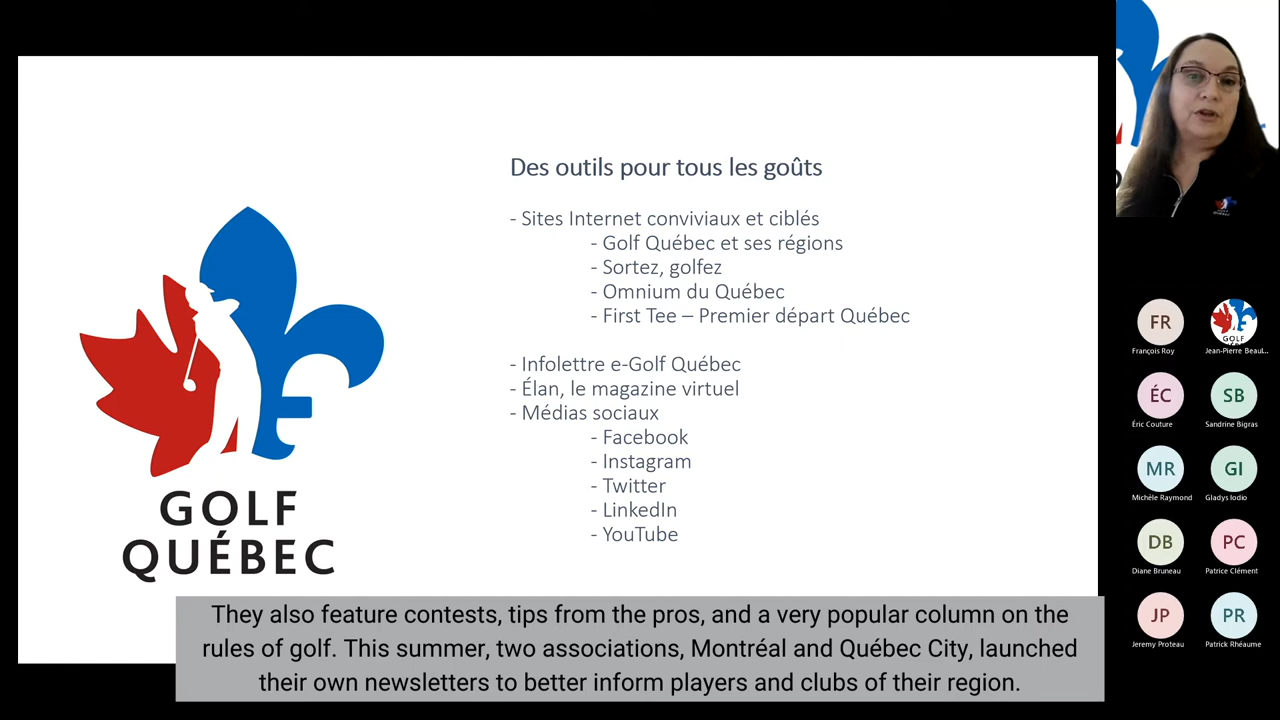 Des outils pour tous les goûts
- Sites Internet conviviaux et ciblés
- Golf Québec et ses régions
- Sortez, golfez
- Omnium du Québec
- First Tee – Premier départ Québec
- Infolettre e-Golf Québec
- Élan, le magazine virtuel
- Médias sociaux
- Facebook
- Instagram
- Twitter
- LinkedIn
- YouTube
GOLF
QUÉBEC
They also feature contests, tips from the pros, and a very popular column on the
rules of golf. This summer, two associations, Montréal and Québec City, launched
their own newsletters to better inform players and clubs of their region.
FR
GOLF
François Roy
Jean-Pierre Beaul...
ÉC
SB
Éric Couture
Sandrine Bigras
MR
GI
Michèle Raymond
Gladys Iodio
DB
PC
Diane Bruneau
Patrice Clément
JP
PR
Jeremy Proteau
Patrick Rhéaume